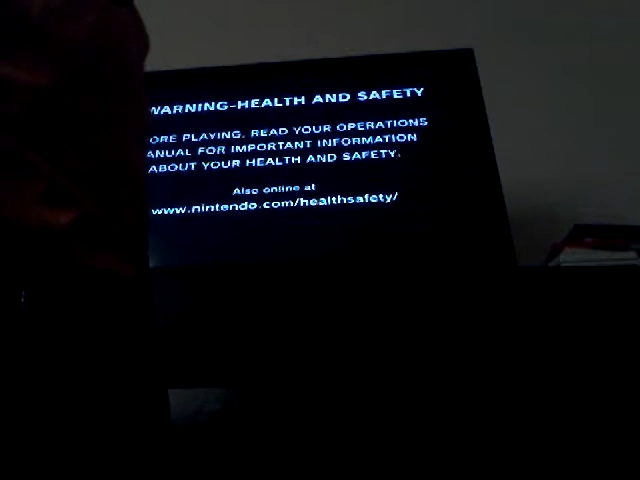 WARNING-HEALTH AND SAFETY
ORE PLAYING, READ YOUR OPERATIONS
ANUAL FOR IMPORTANT INFORMATION
ABOUT YOUR HEALTH AND SAFETY.
Also online at
www.nintendo.com/healthsafety/